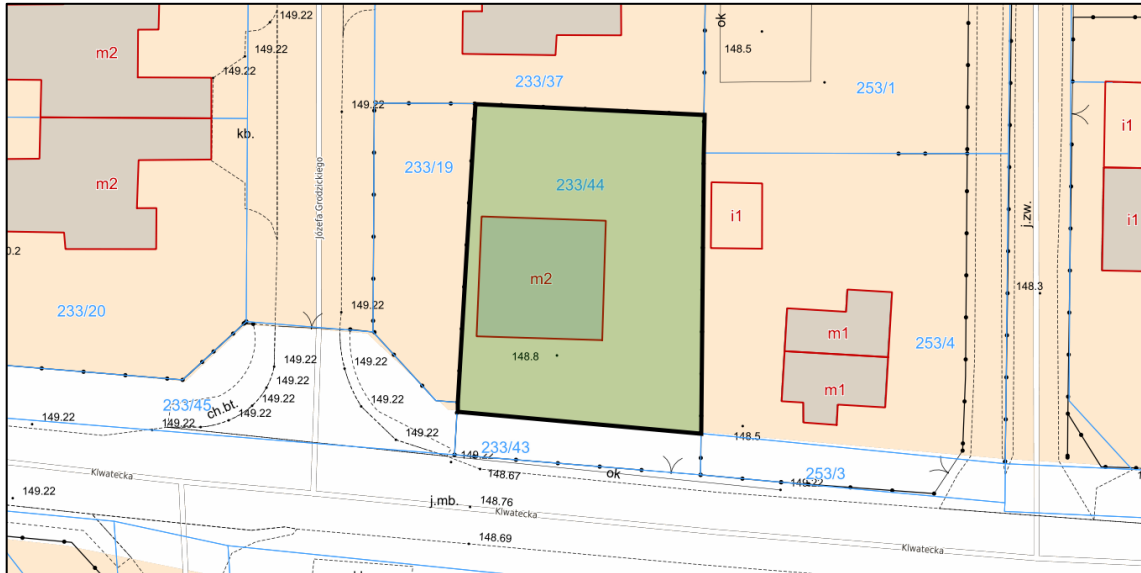 149.22
ok
m2
148.5
149.22
149.22
233/37
253/1
149.22
i1
kb.
233/19
m2
233/44
Józefa Grodzickiego
i1
j.zw.
i1
0.2
m2
148.3
149.22
233/20
m1
253/4
149.22
149.22
148.8
m1
149.22
149.22
233/45
ch.bt.
149.22
149.22
149.22
149.22
148.5
233/43
149.22
148.67
ok
253/3
149.22
Kiwatecka
149.22
j.mb.
148.76
Kiwatecka
148.69
Kiwatecka